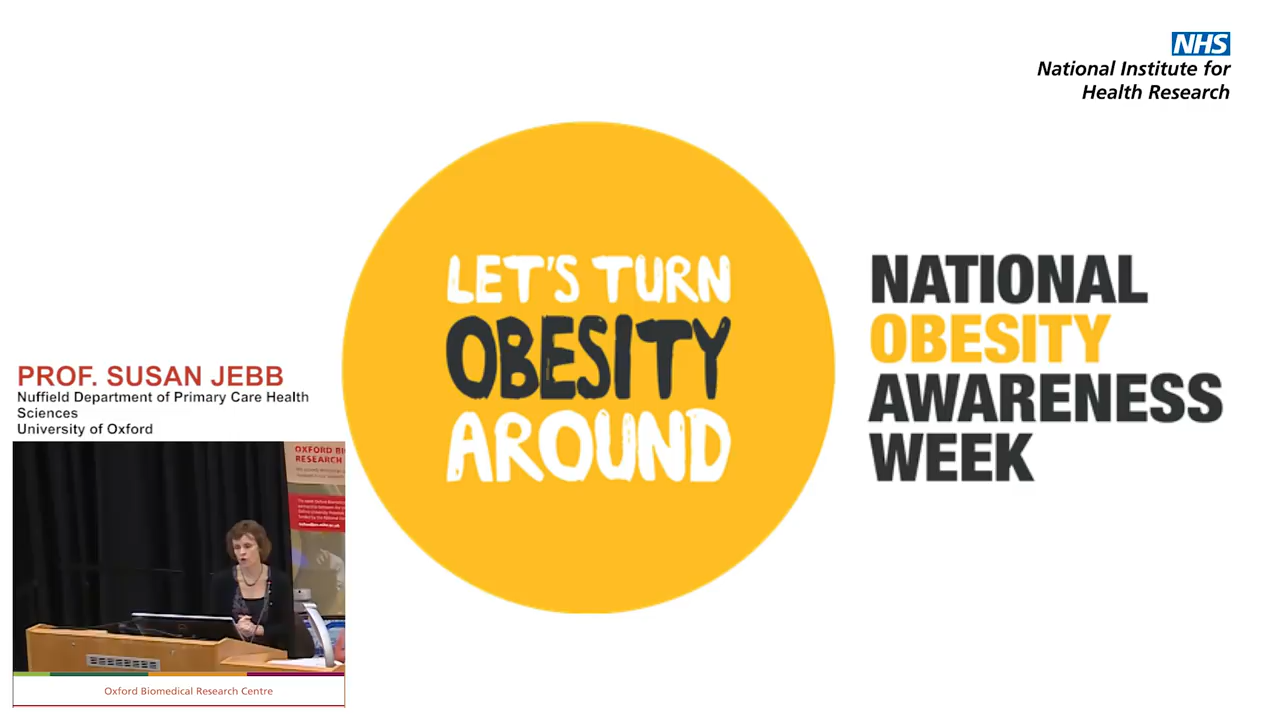 NHS
National Institute for
Health Research
LET'S TURN
OBESITY
AROUND
NATIONAL
OBESITY
AWARENESS
WEEK
PROF. SUSAN JEBB
Nuffield Department of Primary Care Health
Sciences
University of Oxford
OXFORD BI
RESEARCH
Oxford Biomedical Research Centre